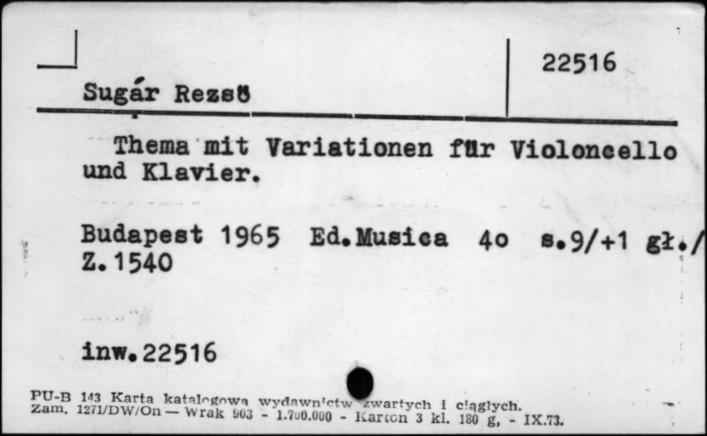 22516
Sugár Rezső
Thema mit Variationen für Violoncello
und Klavier.
Budapest 1965 Ed.Musica 4o s.9/+1 gł./
Z.1540
inw.22516
PU-B 143 Karta katalogowa wydawnictw zwartych i ciągłych.
Zam. 1271/DW/On — Wrak 903 - 1.700.000 - Karton 3 kl. 180 g, - IX.73.